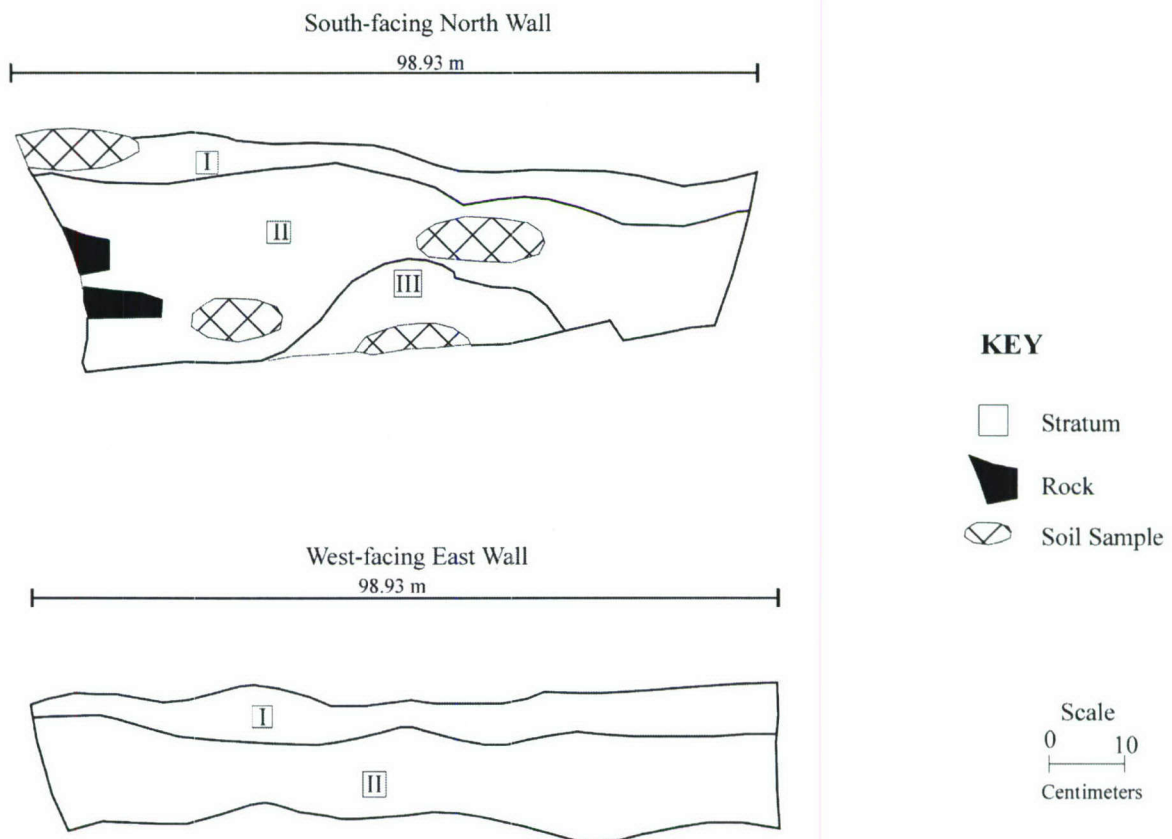 South-facing North Wall
98.93 m
I
II
III
KEY
Stratum
Rock
Soil Sample
West-facing East Wall
98.93 m
I
II
Scale
0 10
Centimeters